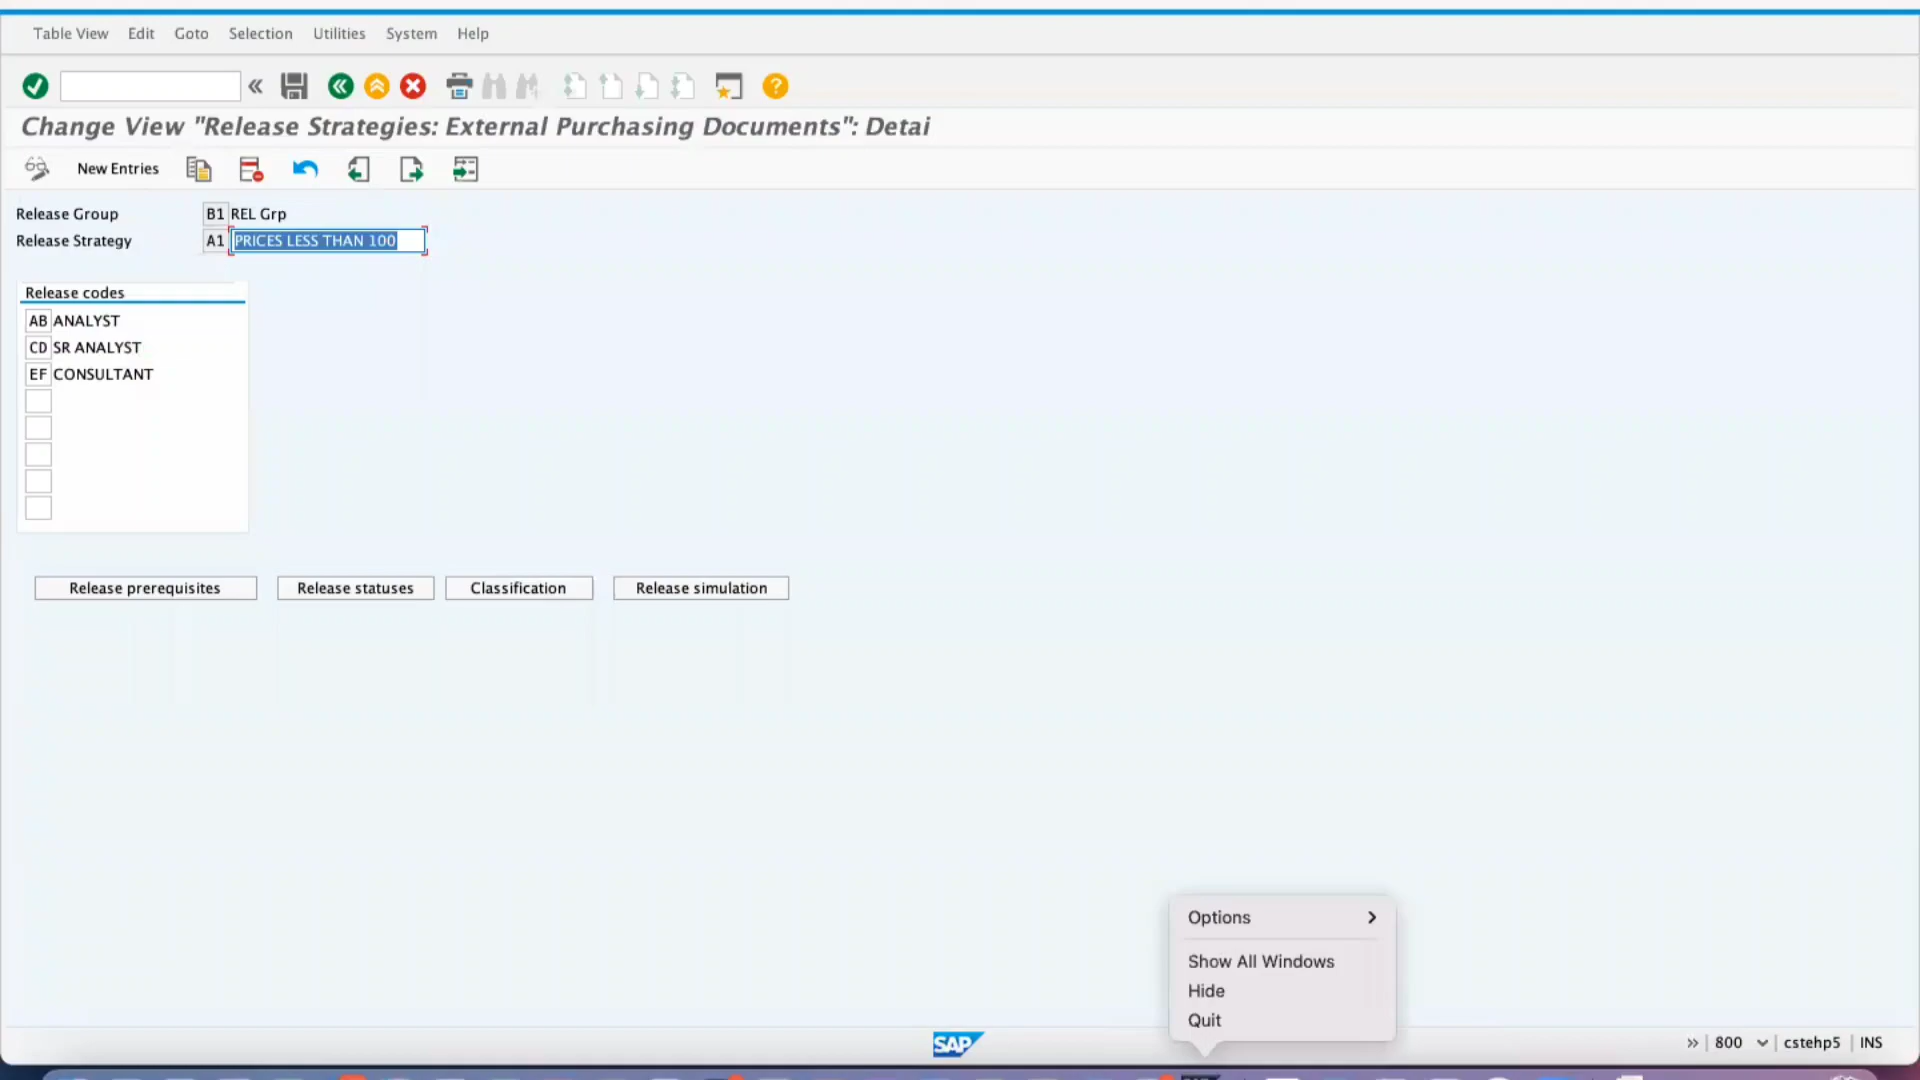 Table View Edit Goto Selection Utilities System Help
Change View "Release Strategies: External Purchasing Documents": Detai
New Entries
Release Group B1 REL Grp
Release Strategy A1 PRICES LESS THAN 100
Release codes
AB ANALYST
CD SR ANALYST
EF CONSULTANT
Release prerequisites Release statuses Classification Release simulation
Options
Show All Windows
Hide
Quit
SAP
800 cstehp5 INS